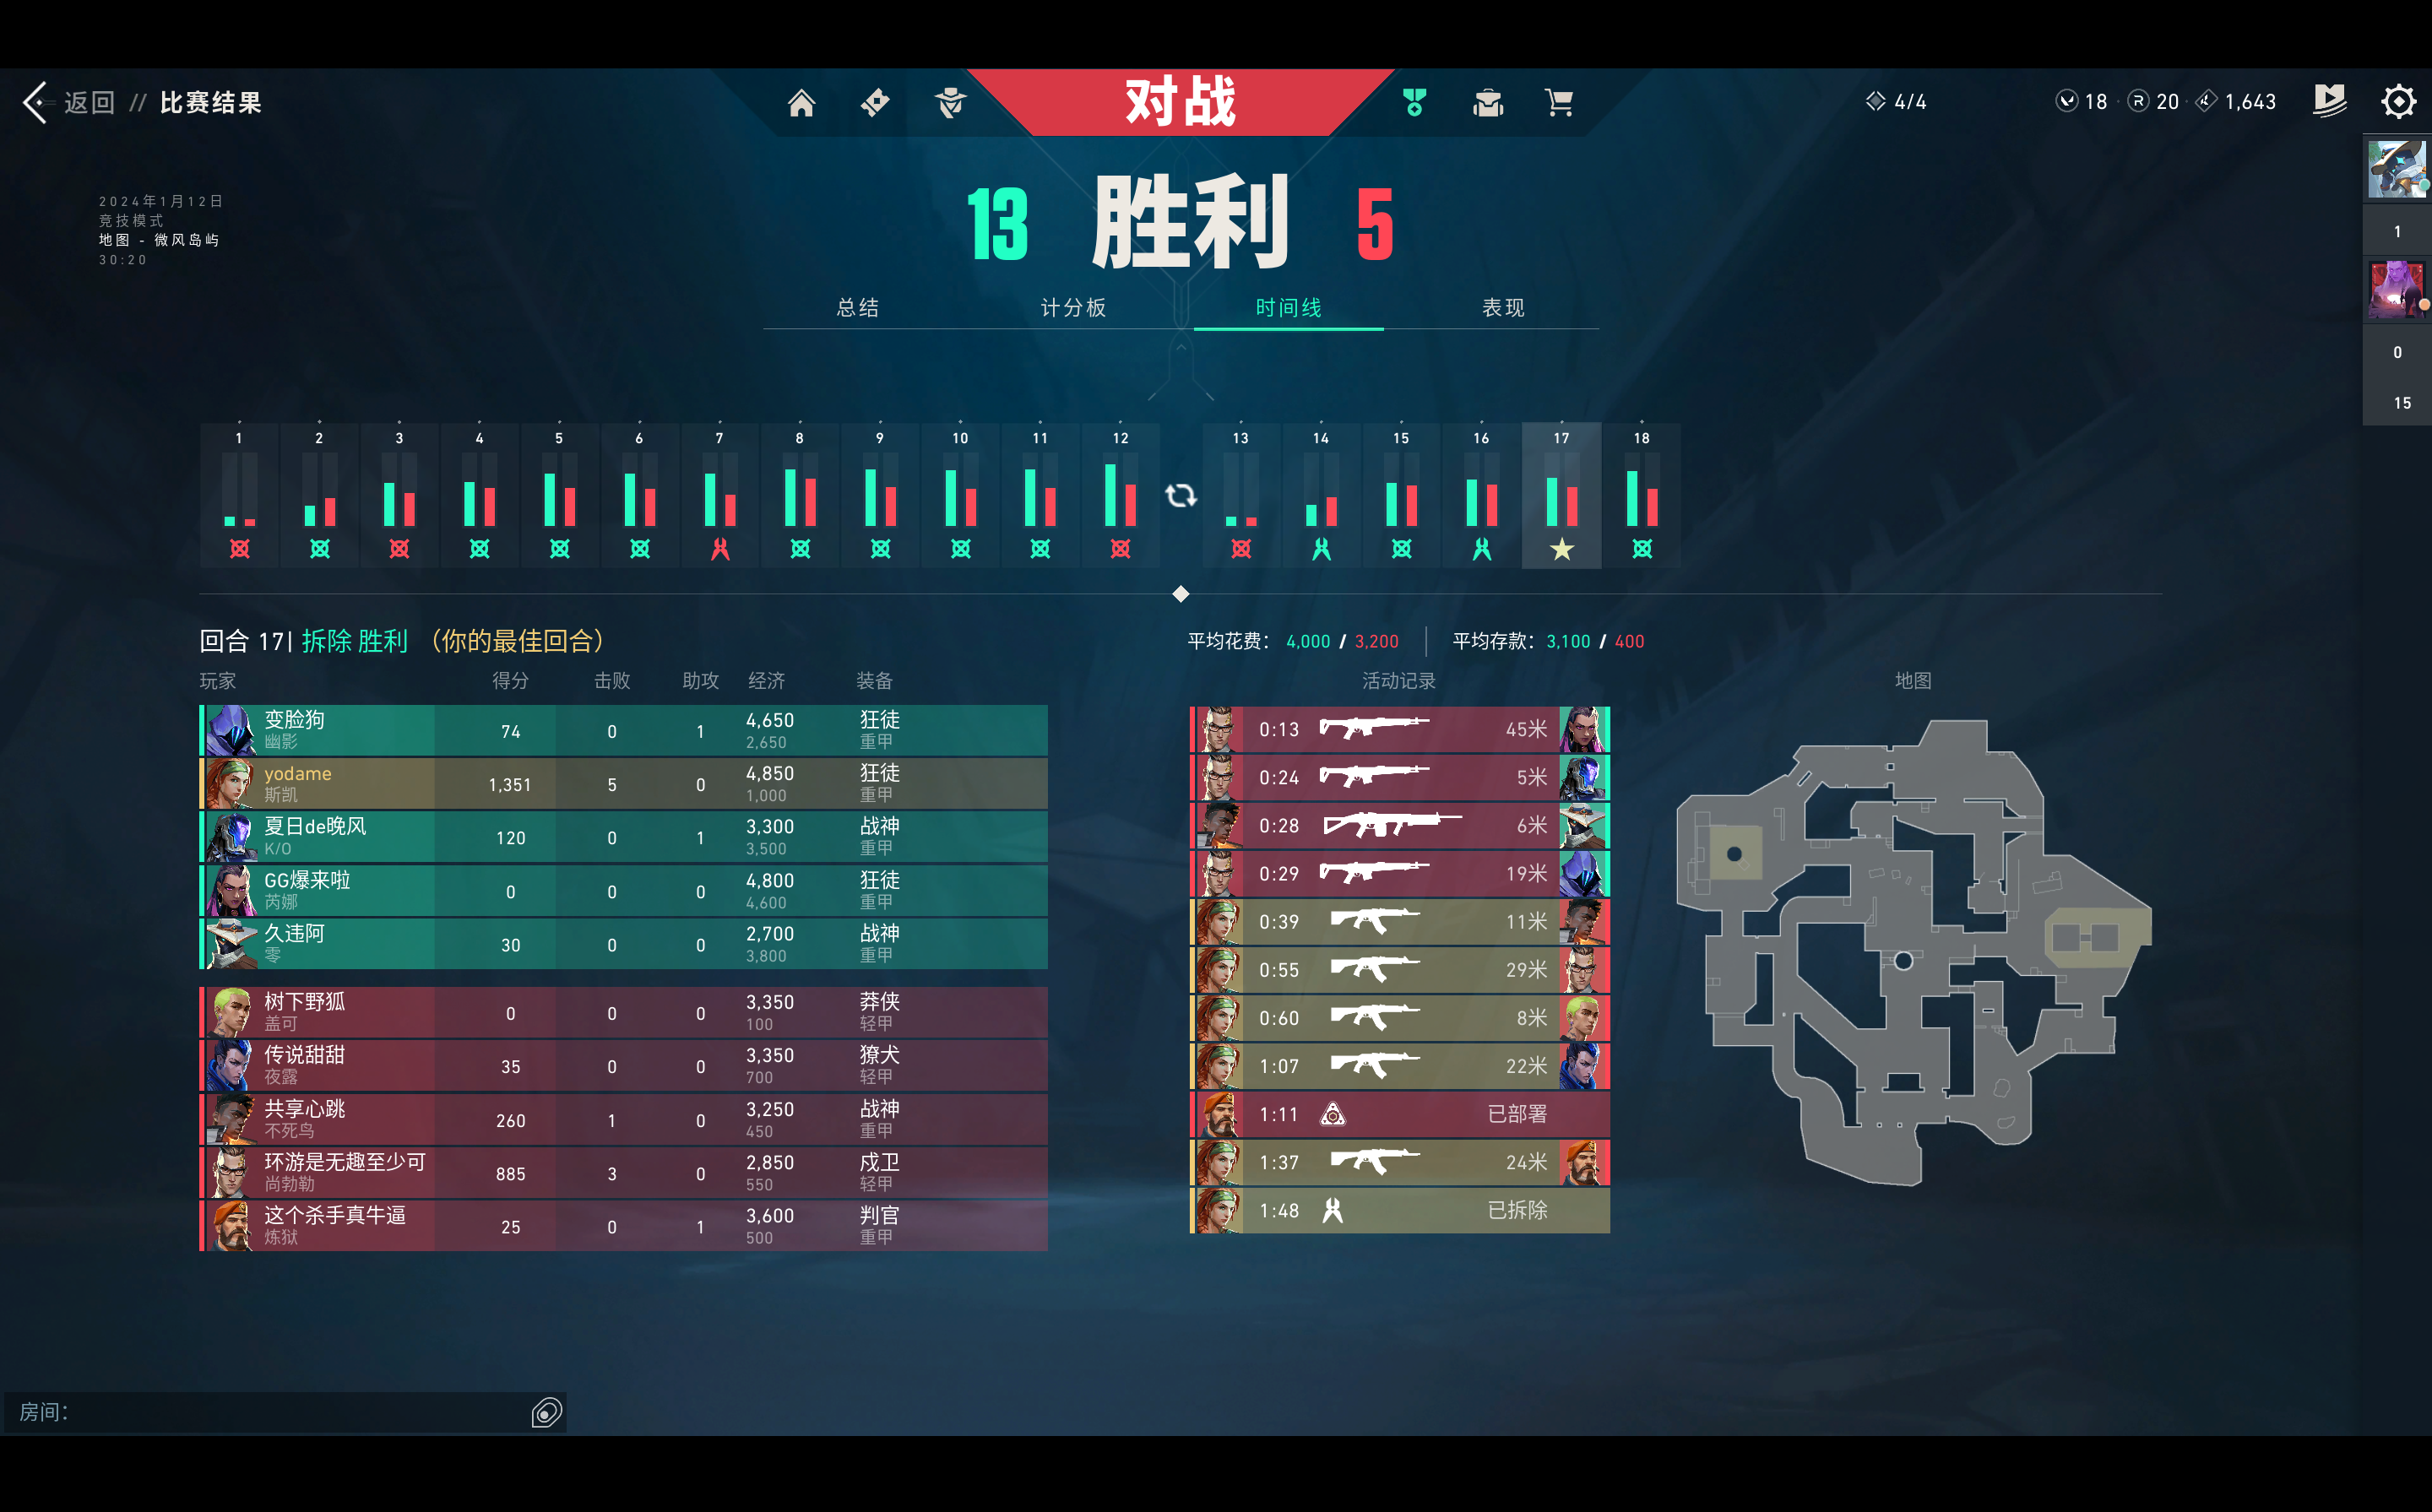 返回 // 比赛结果
对战
4/4
18 · 20 · 1,643
2024年1月12日
竞技模式
地图 - 微风岛屿
30:20
13 胜利 5
总结 计分板 时间线 表现
1
0
15
1 2 3 4 5 6 7 8 9 10 11 12 13 14 15 16 17 18
回合 17| 拆除 胜利 (你的最佳回合)
平均花费: 4,000 / 3,200 平均存款: 3,100 / 400
玩家 得分 击败 助攻 经济 装备
变脸狗 74 0 1 4,650 狂徒
幽影 2,650 重甲
yodame 1,351 5 0 4,850 狂徒
斯凯 1,000 重甲
夏日de晚风 120 0 1 3,300 战神
K/O 3,500 重甲
GG爆来啦 0 0 0 4,800 狂徒
芮娜 4,600 重甲
久违阿 30 0 0 2,700 战神
零 3,800 重甲
树下野狐 0 0 0 3,350 莽侠
盖可 100 轻甲
传说甜甜 35 0 0 3,350 獠犬
夜露 700 轻甲
共享心跳 260 1 0 3,250 战神
不死鸟 450 重甲
环游是无趣至少可 885 3 0 2,850 戍卫
尚勃勒 550 轻甲
这个杀手真牛逼 25 0 1 3,600 判官
炼狱 500 重甲
活动记录
0:13 45米
0:24 5米
0:28 6米
0:29 19米
0:39 11米
0:55 29米
0:60 8米
1:07 22米
1:11 已部署
1:37 24米
1:48 已拆除
地图
房间: